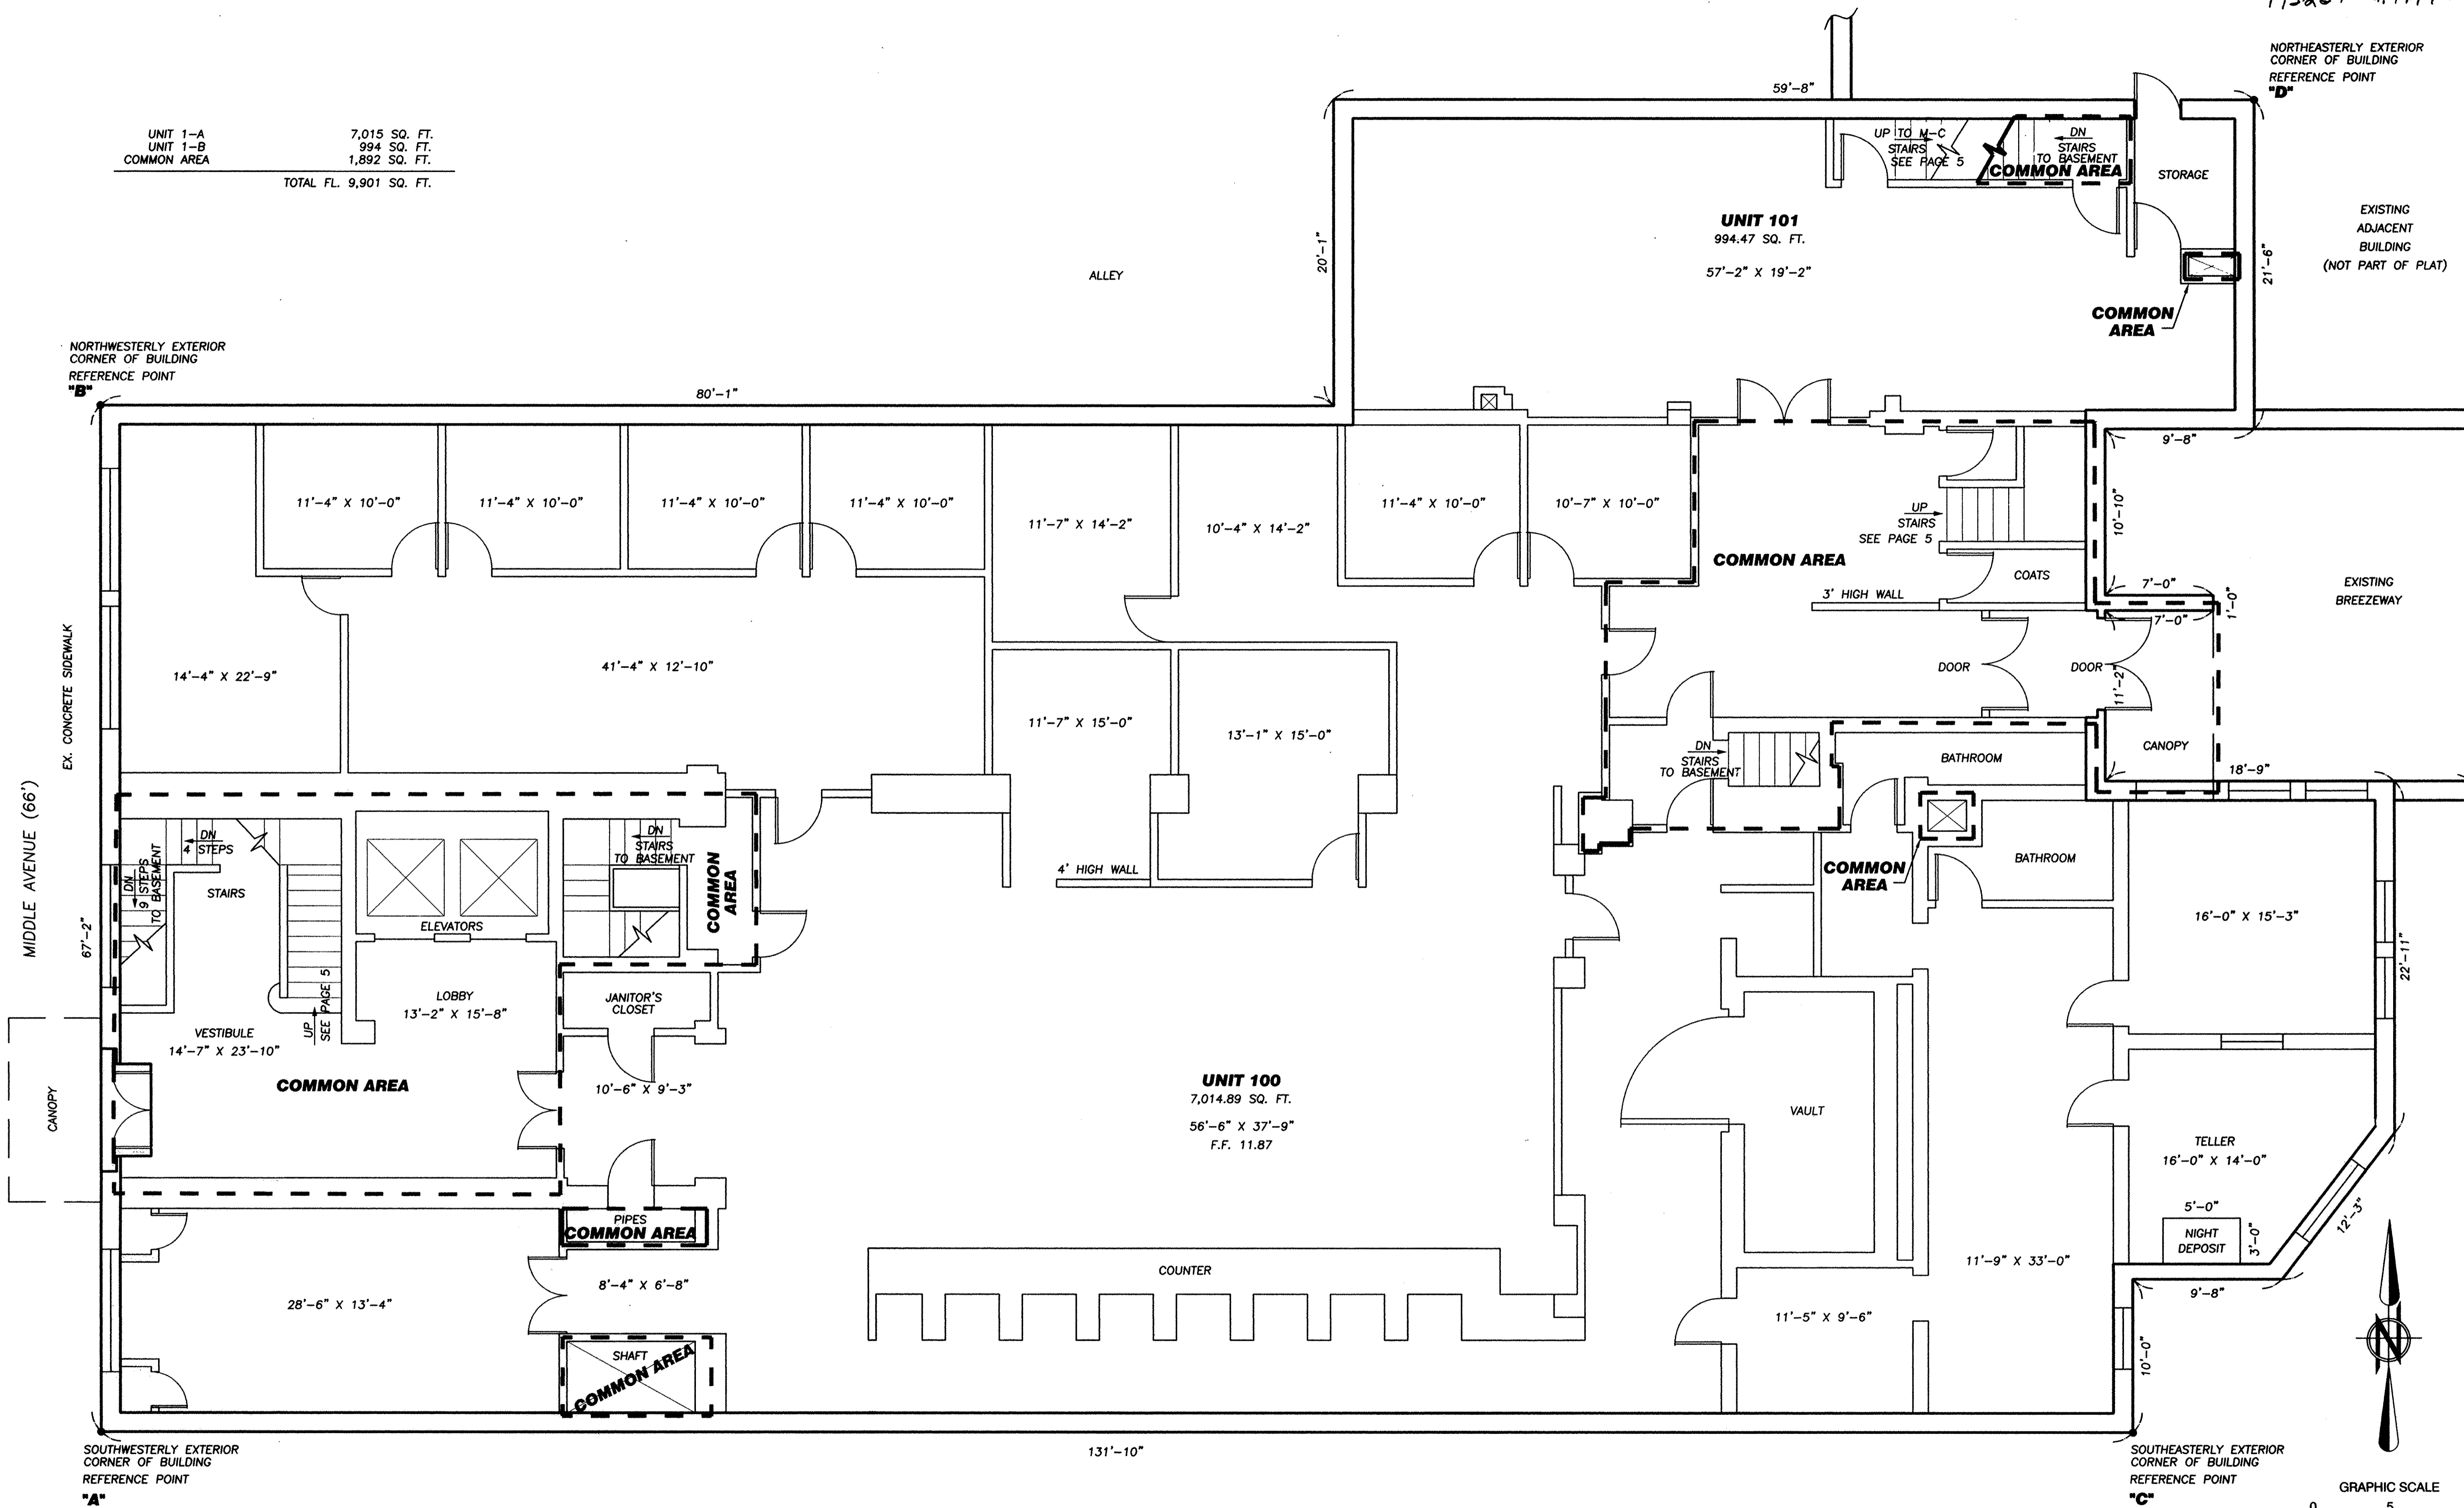 NORTHEASTERLY EXTERIOR
CORNER OF BUILDING
REFERENCE POINT
"D"
59'-8"
UNIT 1-A 7,015 SQ. FT.
UNIT 1-B 994 SQ. FT.
COMMON AREA 1,892 SQ. FT.
TOTAL FL. 9,901 SQ. FT.
UP TO M-C
STAIRS
SEE PAGE 5
DN
STAIRS
TO BASEMENT
COMMON AREA
STORAGE
EXISTING
ADJACENT
BUILDING
(NOT PART OF PLAT)
UNIT 101
994.47 SQ. FT.
57'-2" X 19'-2"
20'-1"
21'-6"
ALLEY
COMMON
AREA
NORTHWESTERLY EXTERIOR
CORNER OF BUILDING
REFERENCE POINT
"B"
80'-1"
9'-8"
11'-4" X 10'-0"
11'-4" X 10'-0"
11'-4" X 10'-0"
11'-4" X 10'-0"
11'-7" X 14'-2"
10'-4" X 14'-2"
11'-4" X 10'-0"
10'-7" X 10'-0"
UP
STAIRS
SEE PAGE 5
10'-10"
COMMON AREA
COATS
3' HIGH WALL
7'-0"
1'-0"
7'-0"
EXISTING
BREEZEWAY
EX. CONCRETE SIDEWALK
14'-4" X 22'-9"
41'-4" X 12'-10"
11'-7" X 15'-0"
13'-1" X 15'-0"
DOOR
DOOR
11'-2"
DN
STAIRS
TO BASEMENT
BATHROOM
CANOPY
18'-9"
MIDDLE AVENUE (66')
67'-2"
DN
4 STEPS
DN
9 STEPS
TO BASEMENT
STAIRS
ELEVATORS
DN
STAIRS
TO BASEMENT
COMMON
AREA
4' HIGH WALL
COMMON
AREA
BATHROOM
16'-0" X 15'-3"
22'-11"
LOBBY
13'-2" X 15'-8"
JANITOR'S
CLOSET
VESTIBULE
14'-7" X 23'-10"
UP
SEE PAGE 5
COMMON AREA
CANOPY
10'-6" X 9'-3"
UNIT 100
7,014.89 SQ. FT.
56'-6" X 37'-9"
F.F. 11.87
VAULT
TELLER
16'-0" X 14'-0"
5'-0"
NIGHT
DEPOSIT
3'-0"
12'-3"
PIPES
COMMON AREA
8'-4" X 6'-8"
28'-6" X 13'-4"
COUNTER
11'-9" X 33'-0"
11'-5" X 9'-6"
9'-8"
10'-0"
SHAFT
COMMON AREA
N
SOUTHWESTERLY EXTERIOR
CORNER OF BUILDING
REFERENCE POINT
"A"
131'-10"
SOUTHEASTERLY EXTERIOR
CORNER OF BUILDING
REFERENCE POINT
"C"
GRAPHIC SCALE
0 5